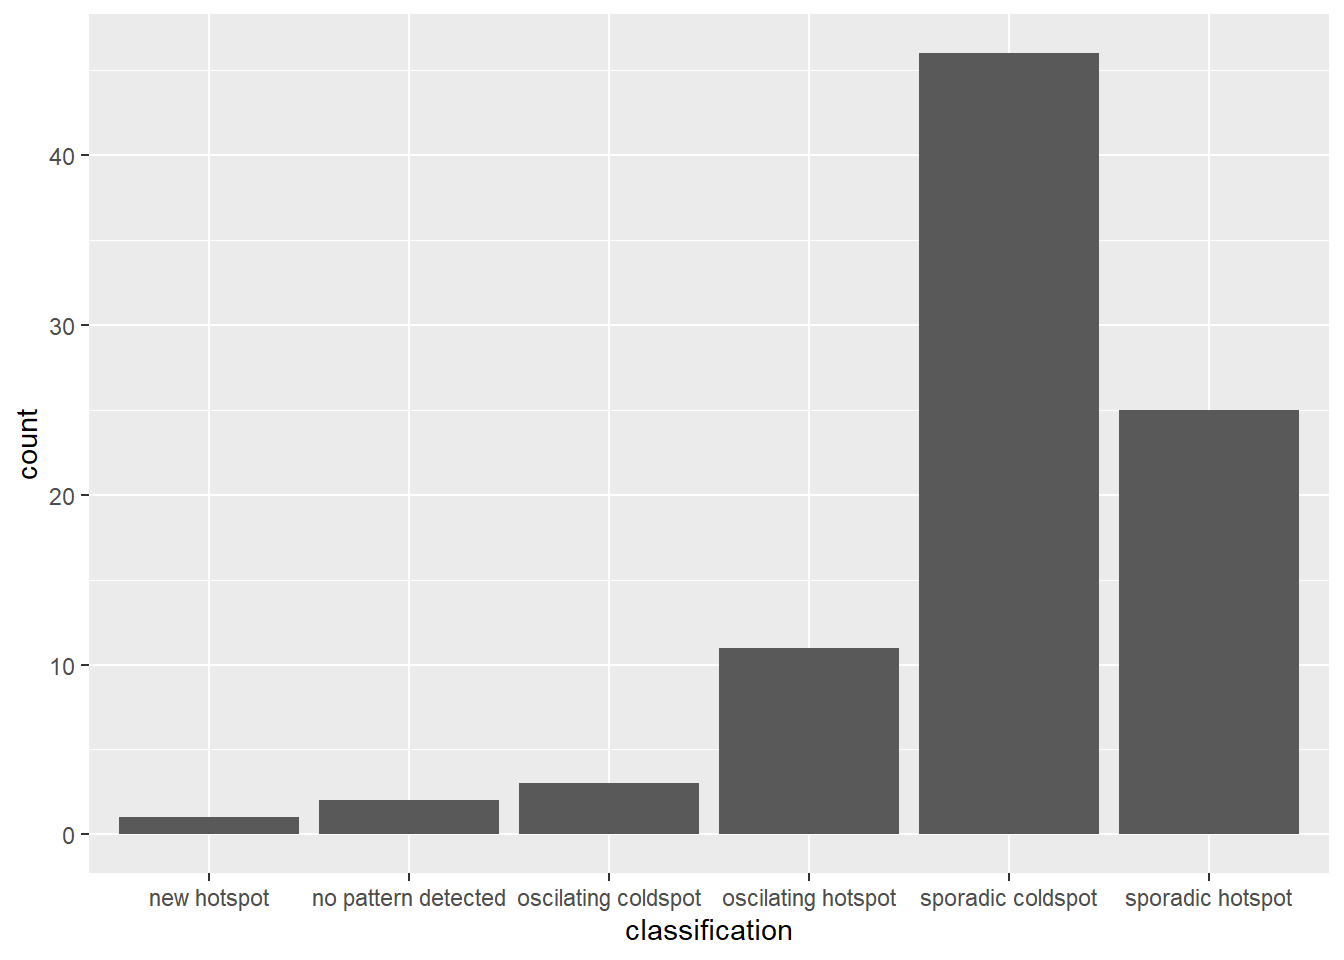 count
40
30
20
10
0
new hotspot
no pattern detected
oscilating coldspot
oscilating hotspot
sporadic coldspot
sporadic hotspot
classification